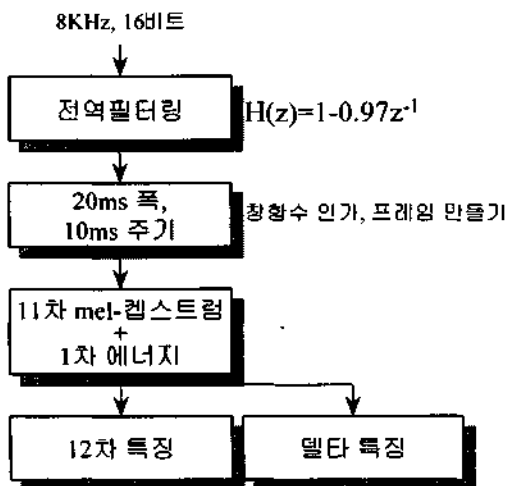 8KHz, 16비트
전역필터링
H(z)=1-0.97z⁻¹
20ms 폭,
10ms 주기
창함수 인가, 프레임 만들기
11차 mel-켑스트럼
+
1차 에너지
12차 특징
델타 특징